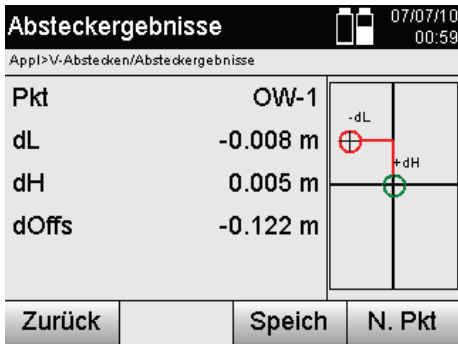 Absteckergebnisse
07/07/10
00:59
Appl>V-Abstecken/Absteckergebnisse
Pkt OW-1
dL -0.008 m
dH 0.005 m
dOffs -0.122 m
-dL
+dH
Zurück Speich N. Pkt